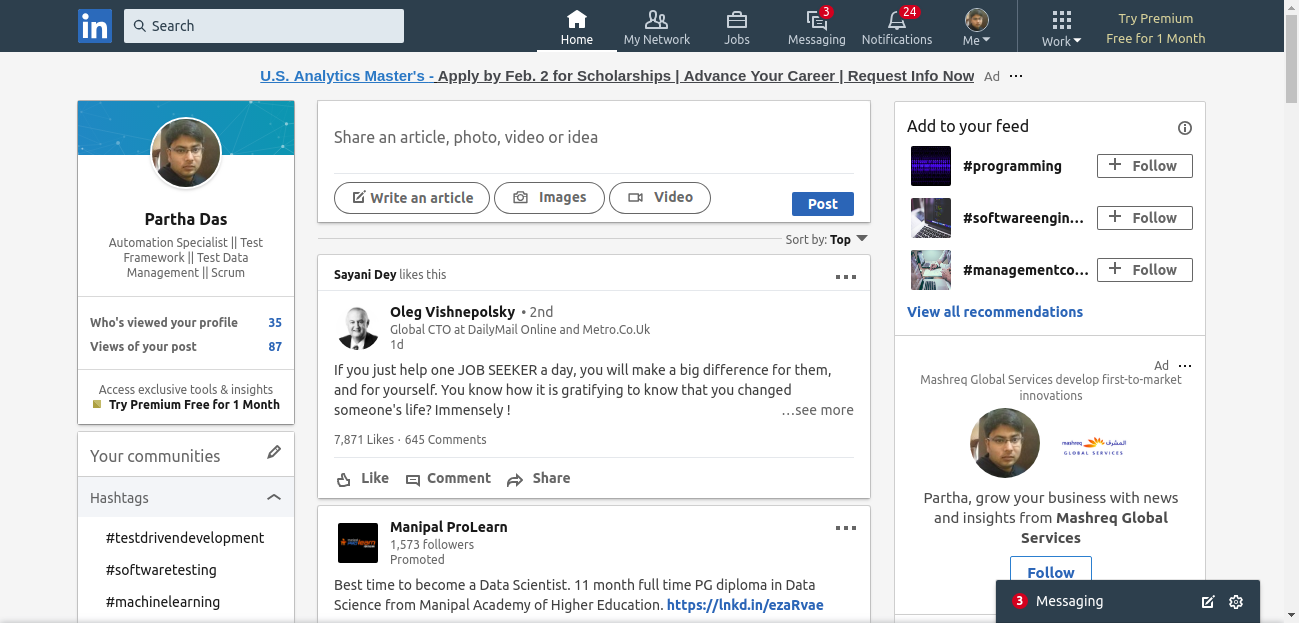 in
Search
Home
My Network
Jobs
3
Messaging
24
Notifications
Me
Work
Try Premium
Free for 1 Month
U.S. Analytics Master's - Apply by Feb. 2 for Scholarships | Advance Your Career | Request Info Now
Ad
Partha Das
Automation Specialist || Test
Framework || Test Data
Management || Scrum
Who's viewed your profile 35
Views of your post 87
Access exclusive tools & insights
Try Premium Free for 1 Month
Your communities
Hashtags
#testdrivendevelopment
#softwaretesting
#machinelearning
Share an article, photo, video or idea
Write an article
Images
Video
Post
Sort by: Top
Sayani Dey likes this
Oleg Vishnepolsky • 2nd
Global CTO at DailyMail Online and Metro.Co.Uk
1d
If you just help one JOB SEEKER a day, you will make a big difference for them,
and for yourself. You know how it is gratifying to know that you changed
someone's life? Immensely !
...see more
7,871 Likes · 645 Comments
Like
Comment
Share
Manipal ProLearn
1,573 followers
Promoted
Best time to become a Data Scientist. 11 month full time PG diploma in Data
Science from Manipal Academy of Higher Education. https://lnkd.in/ezaRvae
Add to your feed
#programming
+ Follow
#softwareengin...
+ Follow
#managementco...
+ Follow
View all recommendations
Ad
Mashreq Global Services develop first-to-market
innovations
mashreq المشرق
GLOBAL SERVICES
Partha, grow your business with news
and insights from Mashreq Global
Services
Follow
3 Messaging